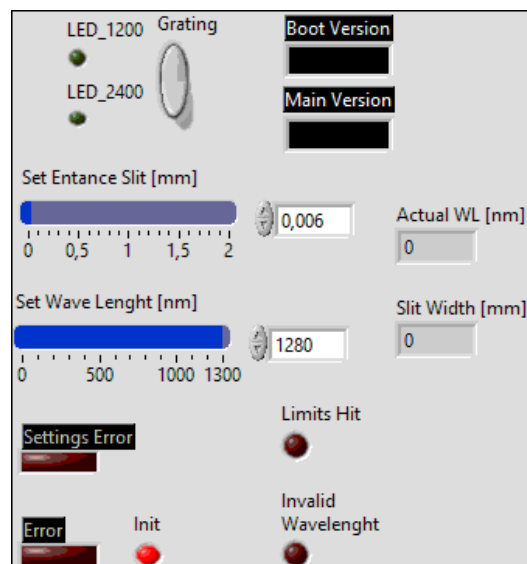 LED_1200 Grating Boot Version
LED_2400 Main Version
Set Entance Slit [mm]
0,006 Actual WL [nm]
0 0,5 1 1,5 2 0
Set Wave Lenght [nm] Slit Width [mm]
1280 0
0 500 1000 1300
Limits Hit
Settings Error
Invalid
Error Init Wavelenght